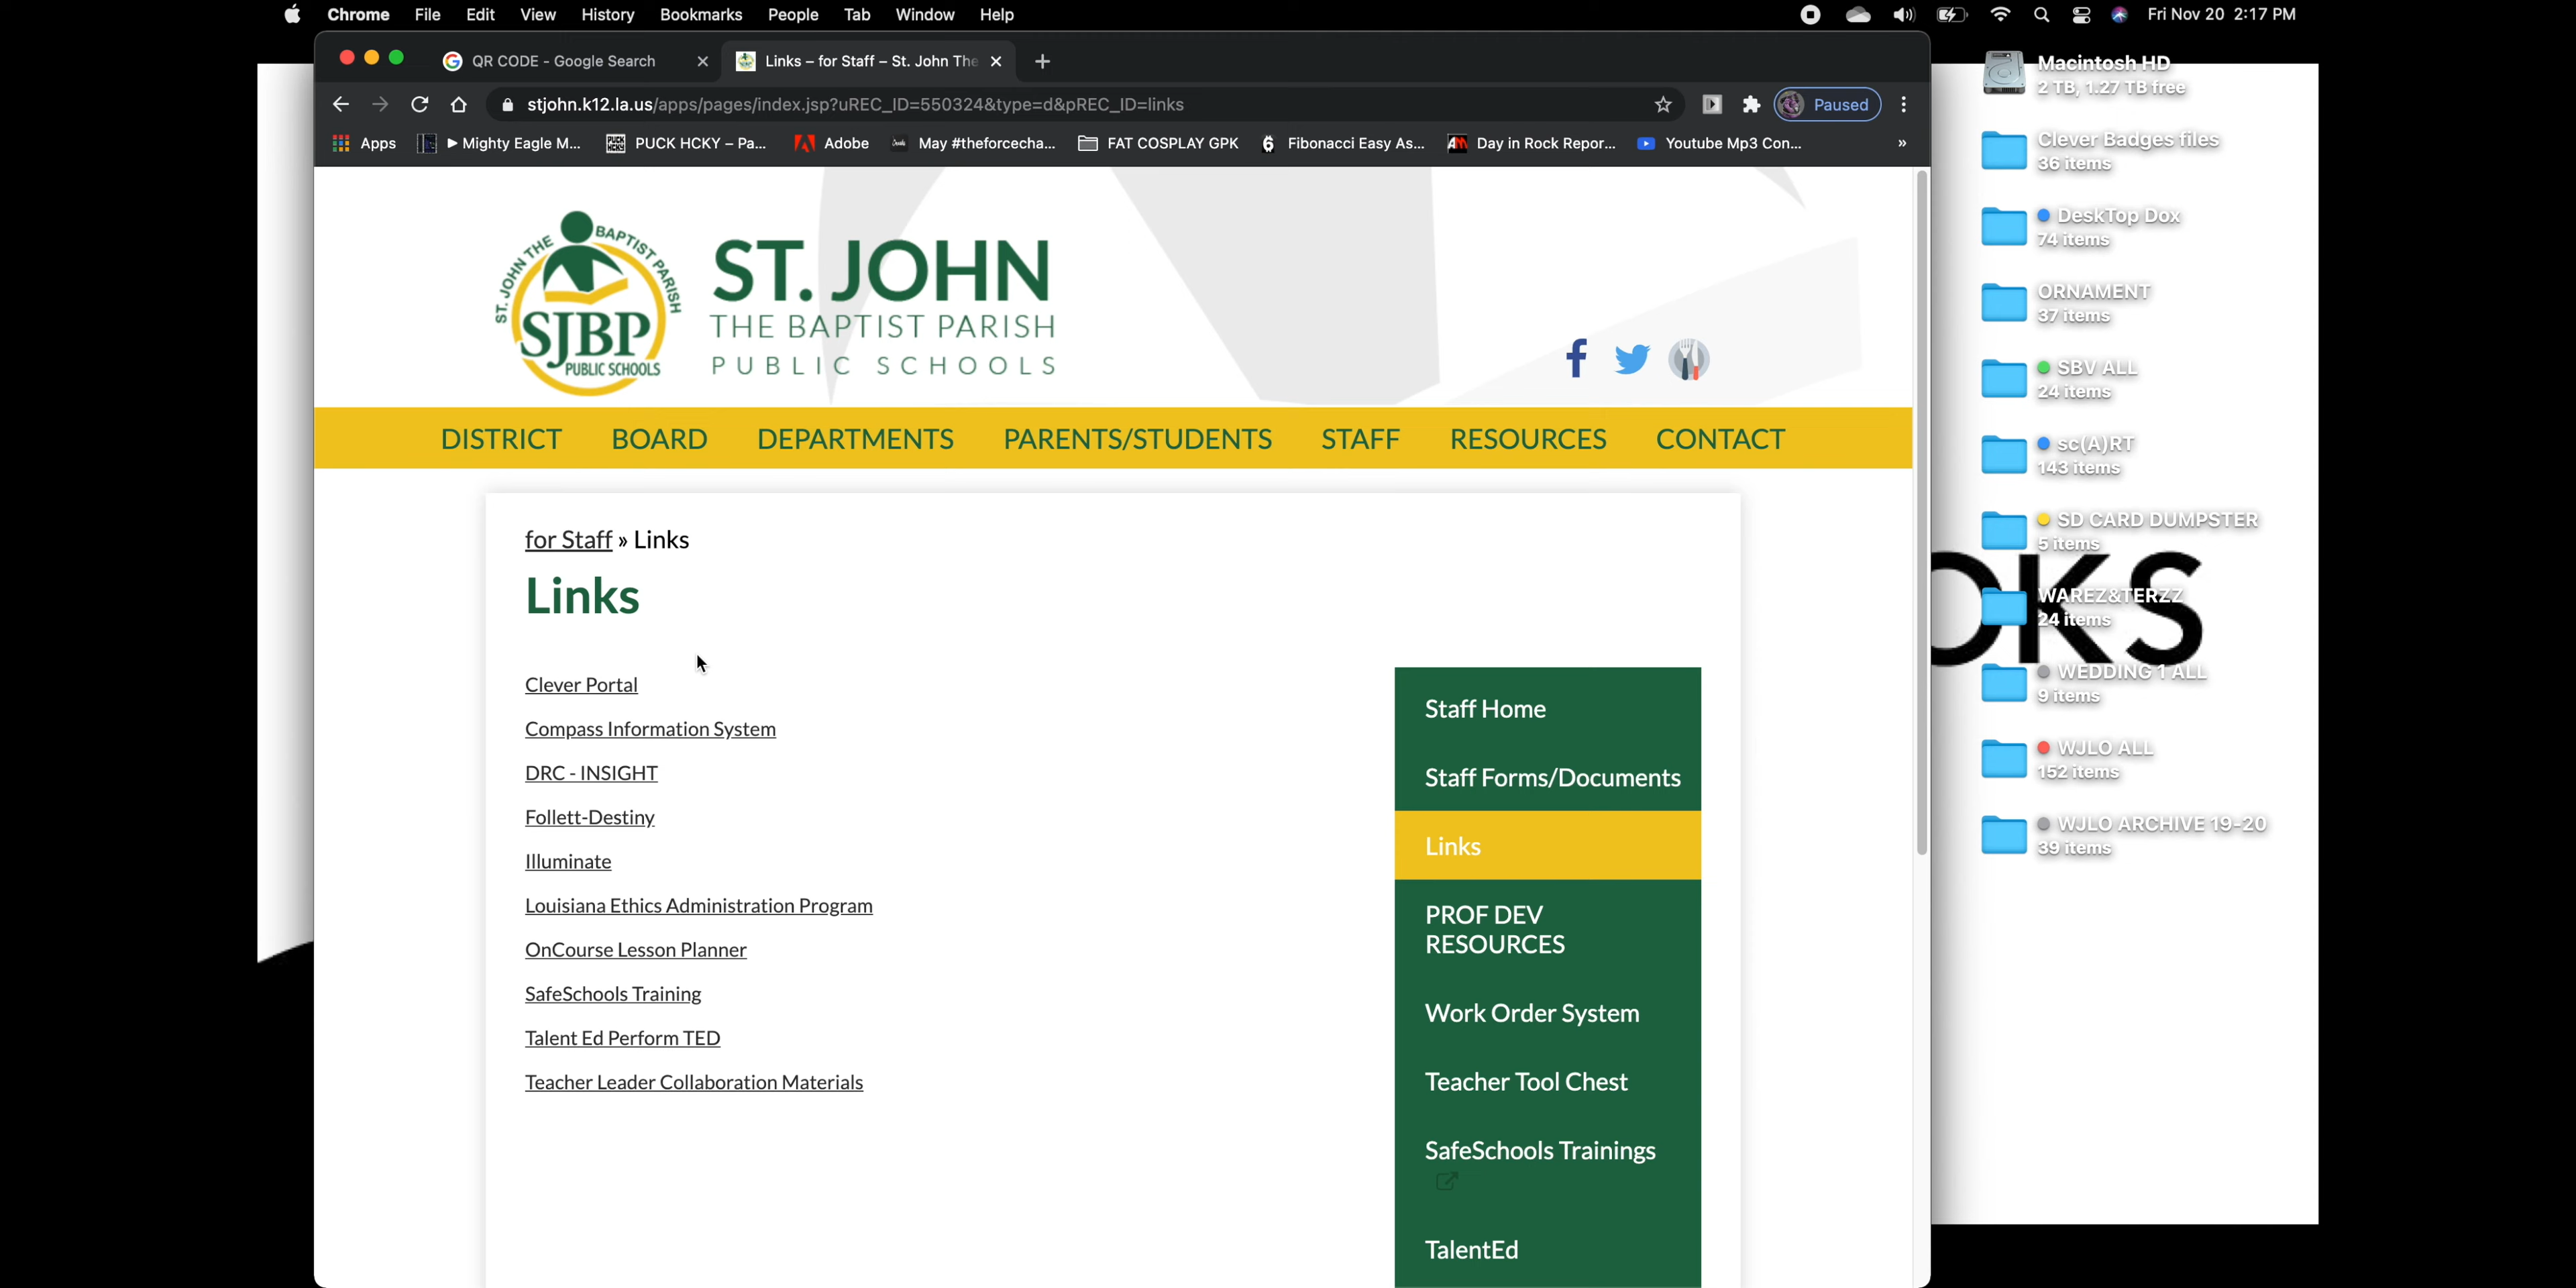 Chrome File Edit View History Bookmarks People Tab Window Help
Fri Nov 20 2:17 PM
QR CODE - Google Search
Links – for Staff – St. John The
stjohn.k12.la.us/apps/pages/index.jsp?uREC_ID=550324&type=d&pREC_ID=links
Paused
Apps
► Mighty Eagle M...
PUCK HCKY – Pa...
Adobe
May #theforcecha...
FAT COSPLAY GPK
Fibonacci Easy As...
Day in Rock Repor...
Youtube Mp3 Con...
»
ST. JOHN THE BAPTIST PARISH
SJBP
PUBLIC SCHOOLS
ST. JOHN
THE BAPTIST PARISH
PUBLIC SCHOOLS
DISTRICT BOARD DEPARTMENTS PARENTS/STUDENTS STAFF RESOURCES CONTACT
for Staff » Links
Links
Clever Portal
Compass Information System
DRC - INSIGHT
Follett-Destiny
Illuminate
Louisiana Ethics Administration Program
OnCourse Lesson Planner
SafeSchools Training
Talent Ed Perform TED
Teacher Leader Collaboration Materials
Staff Home
Staff Forms/Documents
Links
PROF DEV
RESOURCES
Work Order System
Teacher Tool Chest
SafeSchools Trainings
TalentEd
Macintosh HD
2 TB, 1.27 TB free
Clever Badges files
36 items
DeskTop Dox
74 items
ORNAMENT
37 items
SBV ALL
24 items
sc(A)RT
143 items
SD CARD DUMPSTER
5 items
WAREZ&TERZZ
24 items
WEDDING 1 ALL
9 items
WJLO ALL
152 items
WJLO ARCHIVE 19-20
39 items
OKS